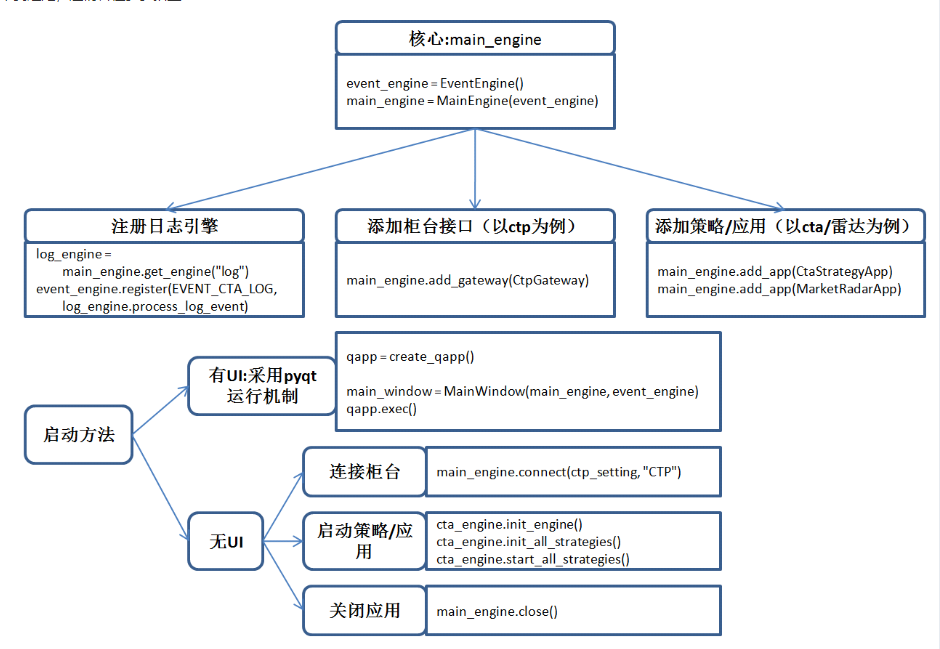 核心:main_engine
event_engine = EventEngine()
main_engine = MainEngine(event_engine)
注册日志引擎
log_engine =
main_engine.get_engine("log")
event_engine.register(EVENT_CTA_LOG,
log_engine.process_log_event)
添加柜台接口（以ctp为例）
main_engine.add_gateway(CtpGateway)
添加策略/应用（以cta/雷达为例）
main_engine.add_app(CtaStrategyApp)
main_engine.add_app(MarketRadarApp)
启动方法
有UI:采用pyqt
运行机制
qapp = create_qapp()
main_window = MainWindow(main_engine, event_engine)
qapp.exec()
无UI
连接柜台
main_engine.connect(ctp_setting, "CTP")
启动策略/应
用
cta_engine.init_engine()
cta_engine.init_all_strategies()
cta_engine.start_all_strategies()
关闭应用
main_engine.close()